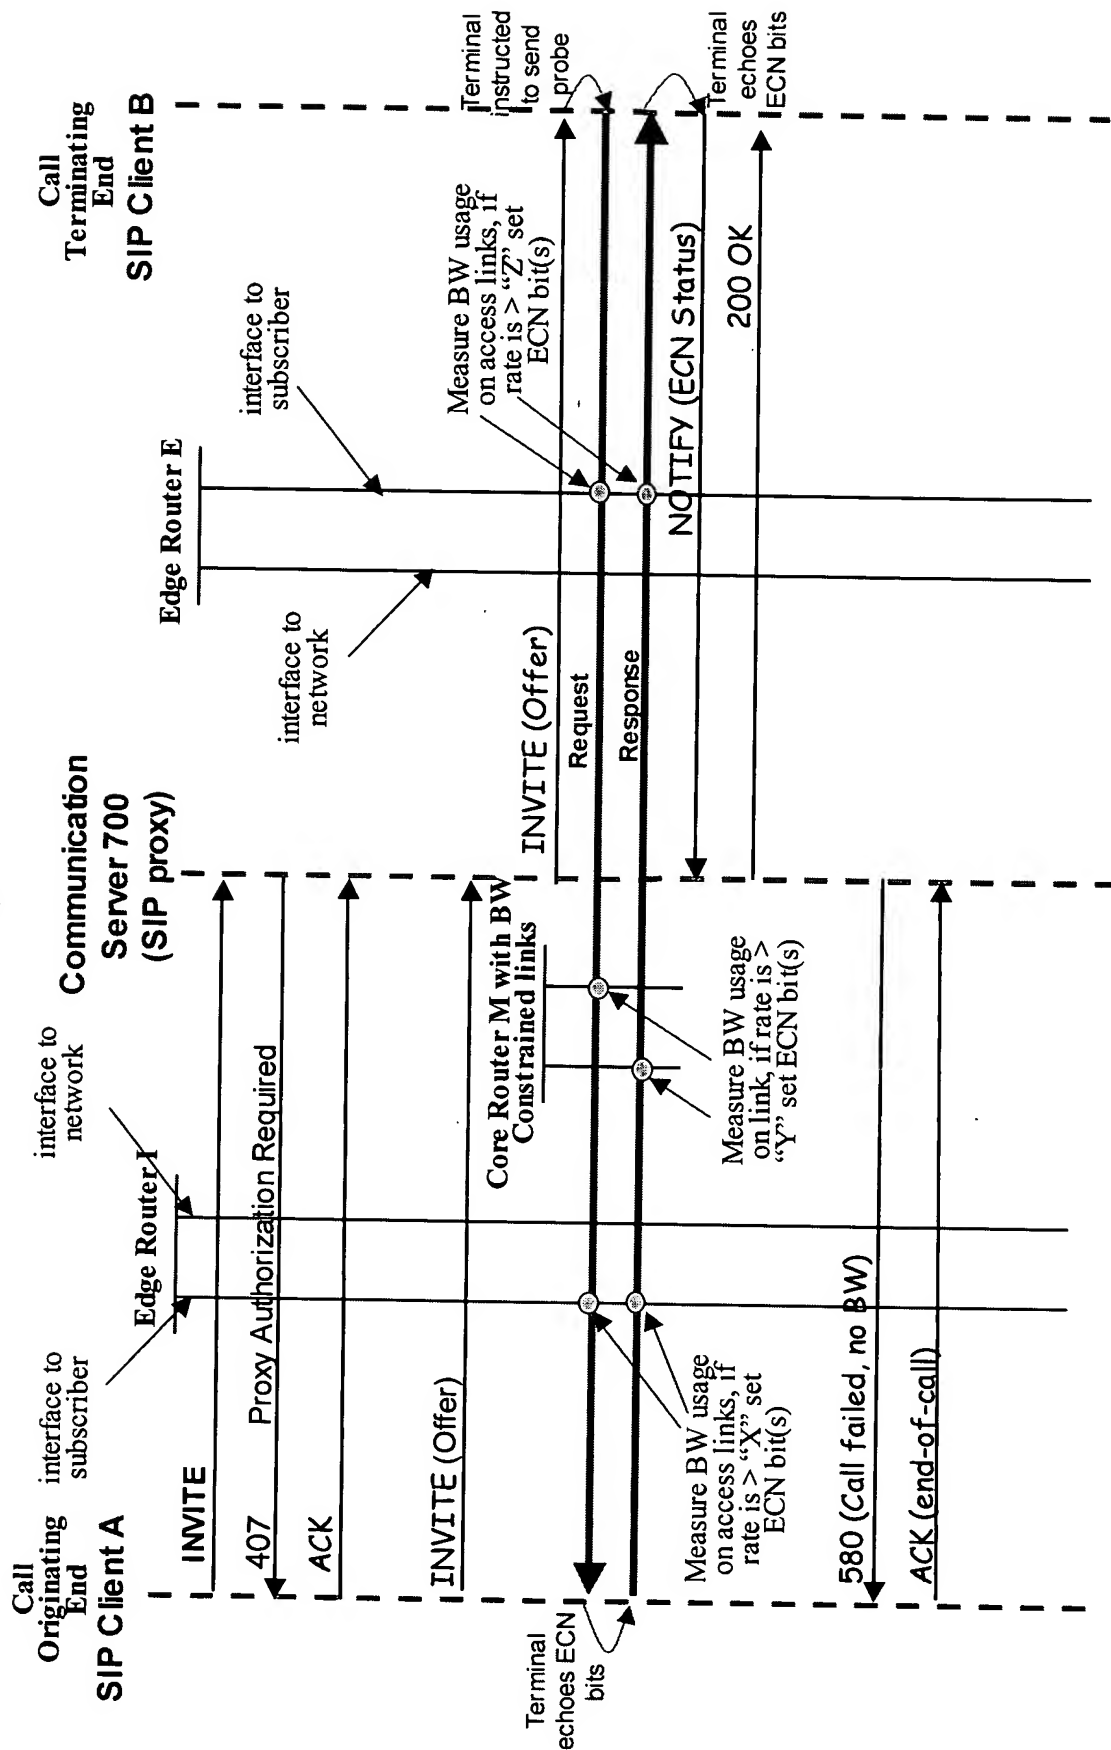 Call
Originating
End
SIP Client A
interface to
subscriber
Edge Router I
interface to
network
Communication
Server 700
(SIP proxy)
Edge Router E
interface to
network
interface to
subscriber
Call
Terminating
End
SIP Client B
INVITE
407 Proxy Authorization Required
ACK
INVITE (Offer)
Core Router M with BW
Constrained links
INVITE (Offer)
Request
Response
Terminal
instructed
to send
probe
Measure BW usage
on access links, if
rate is > “Z” set
ECN bit(s)
Terminal
echoes ECN
bits
Measure BW usage
on access links, if
rate is > “X” set
ECN bit(s)
Measure BW usage
on link, if rate is >
“Y” set ECN bit(s)
NOTIFY (ECN Status)
Terminal
echoes
ECN bits
200 OK
580 (Call failed, no BW)
ACK (end-of-call)